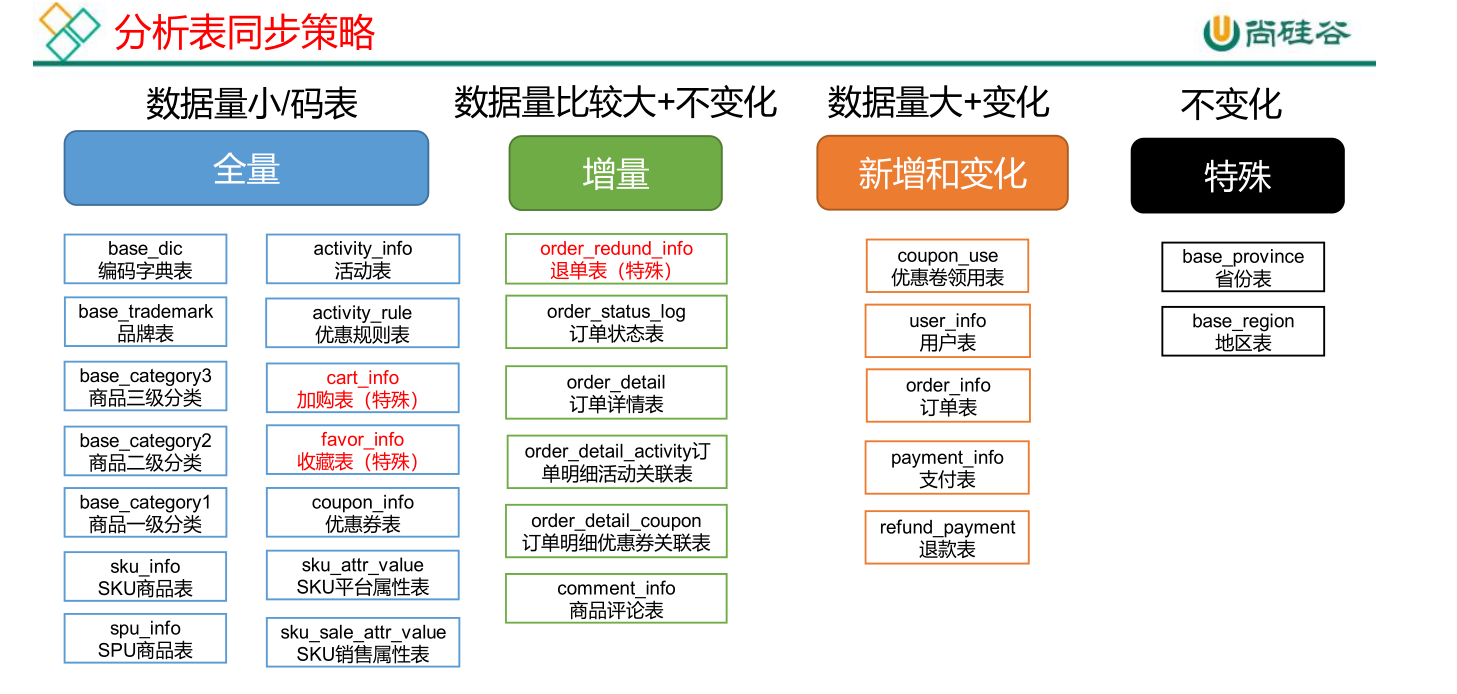 分析表同步策略
尚硅谷
数据量小/码表
全量
base_dic
编码字典表
base_trademark
品牌表
base_category3
商品三级分类
base_category2
商品二级分类
base_category1
商品一级分类
sku_info
SKU商品表
spu_info
SPU商品表
activity_info
活动表
activity_rule
优惠规则表
cart_info
加购表（特殊）
favor_info
收藏表（特殊）
coupon_info
优惠券表
sku_attr_value
SKU平台属性表
sku_sale_attr_value
SKU销售属性表
数据量比较大+不变化
增量
order_redund_info
退单表（特殊）
order_status_log
订单状态表
order_detail
订单详情表
order_detail_activity订
单明细活动关联表
order_detail_coupon
订单明细优惠券关联表
comment_info
商品评论表
数据量大+变化
新增和变化
coupon_use
优惠卷领用表
user_info
用户表
order_info
订单表
payment_info
支付表
refund_payment
退款表
不变化
特殊
base_province
省份表
base_region
地区表